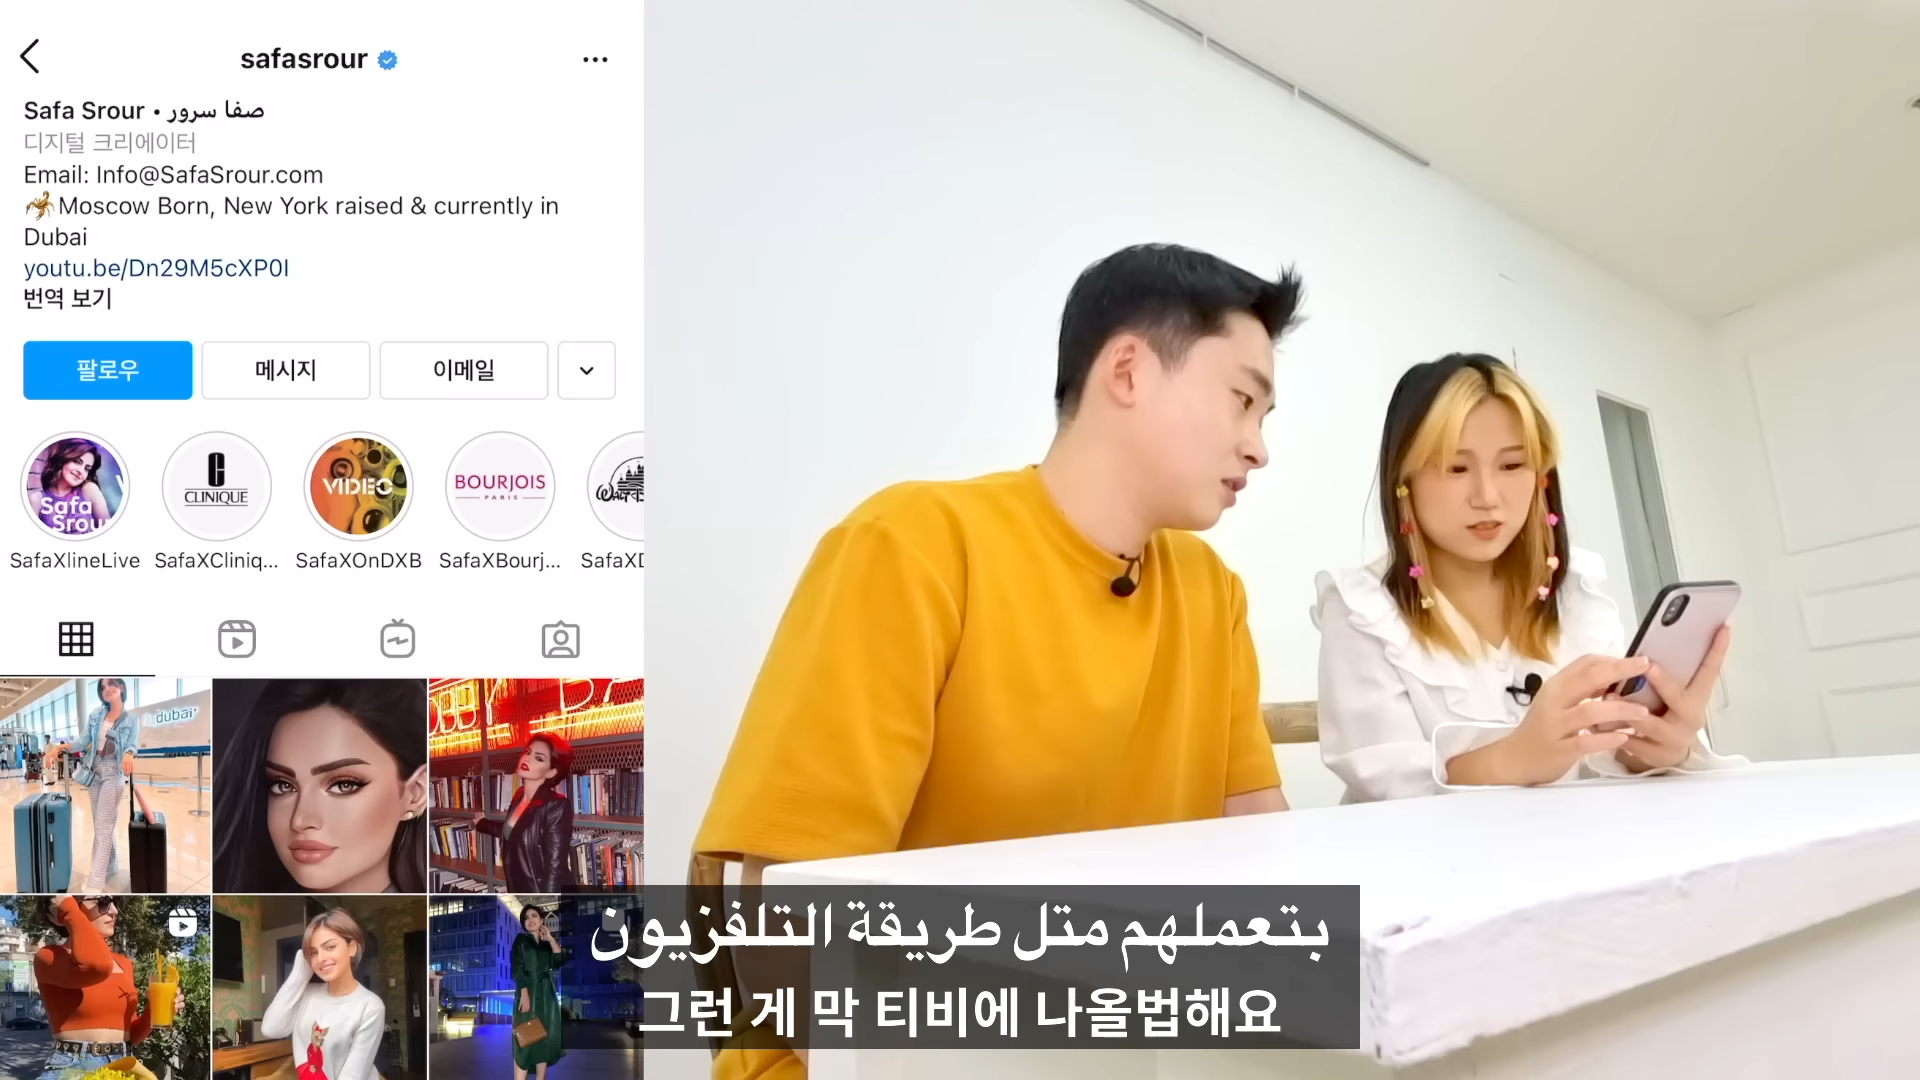 safasrour
Safa Srour • صفا سرور
디지털 크리에이터
Email: Info@SafaSrour.com
Moscow Born, New York raised & currently in
Dubai
youtu.be/Dn29M5cXP0I
번역 보기
팔로우
메시지
이메일
Safa
Srour
CLINIQUE
VIDEO
BOURJOIS
PARIS
SafaXlineLive
SafaXCliniq...
SafaXOnDXB
SafaXBourj...
SafaXD
dubai
بتعملهم متل طريقة التلفزيون
그런 게 막 티비에 나올법해요